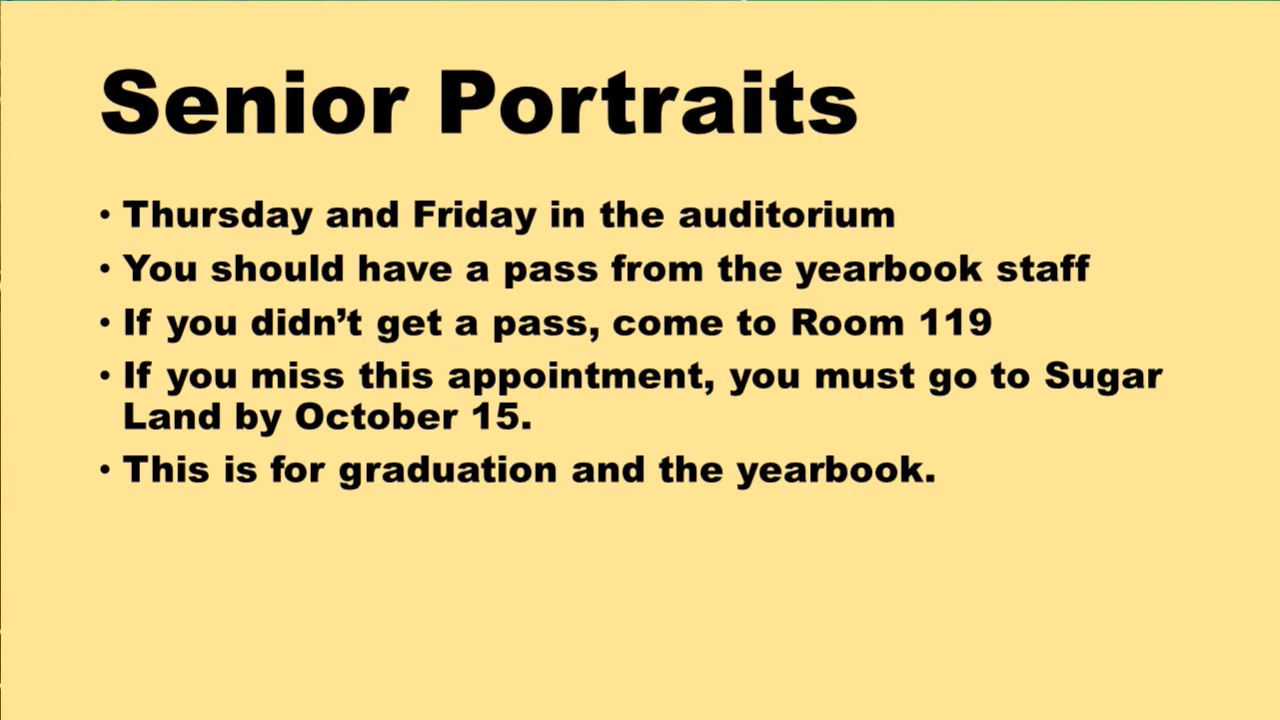 Senior Portraits
• Thursday and Friday in the auditorium
• You should have a pass from the yearbook staff
• If you didn’t get a pass, come to Room 119
• If you miss this appointment, you must go to Sugar
Land by October 15.
• This is for graduation and the yearbook.